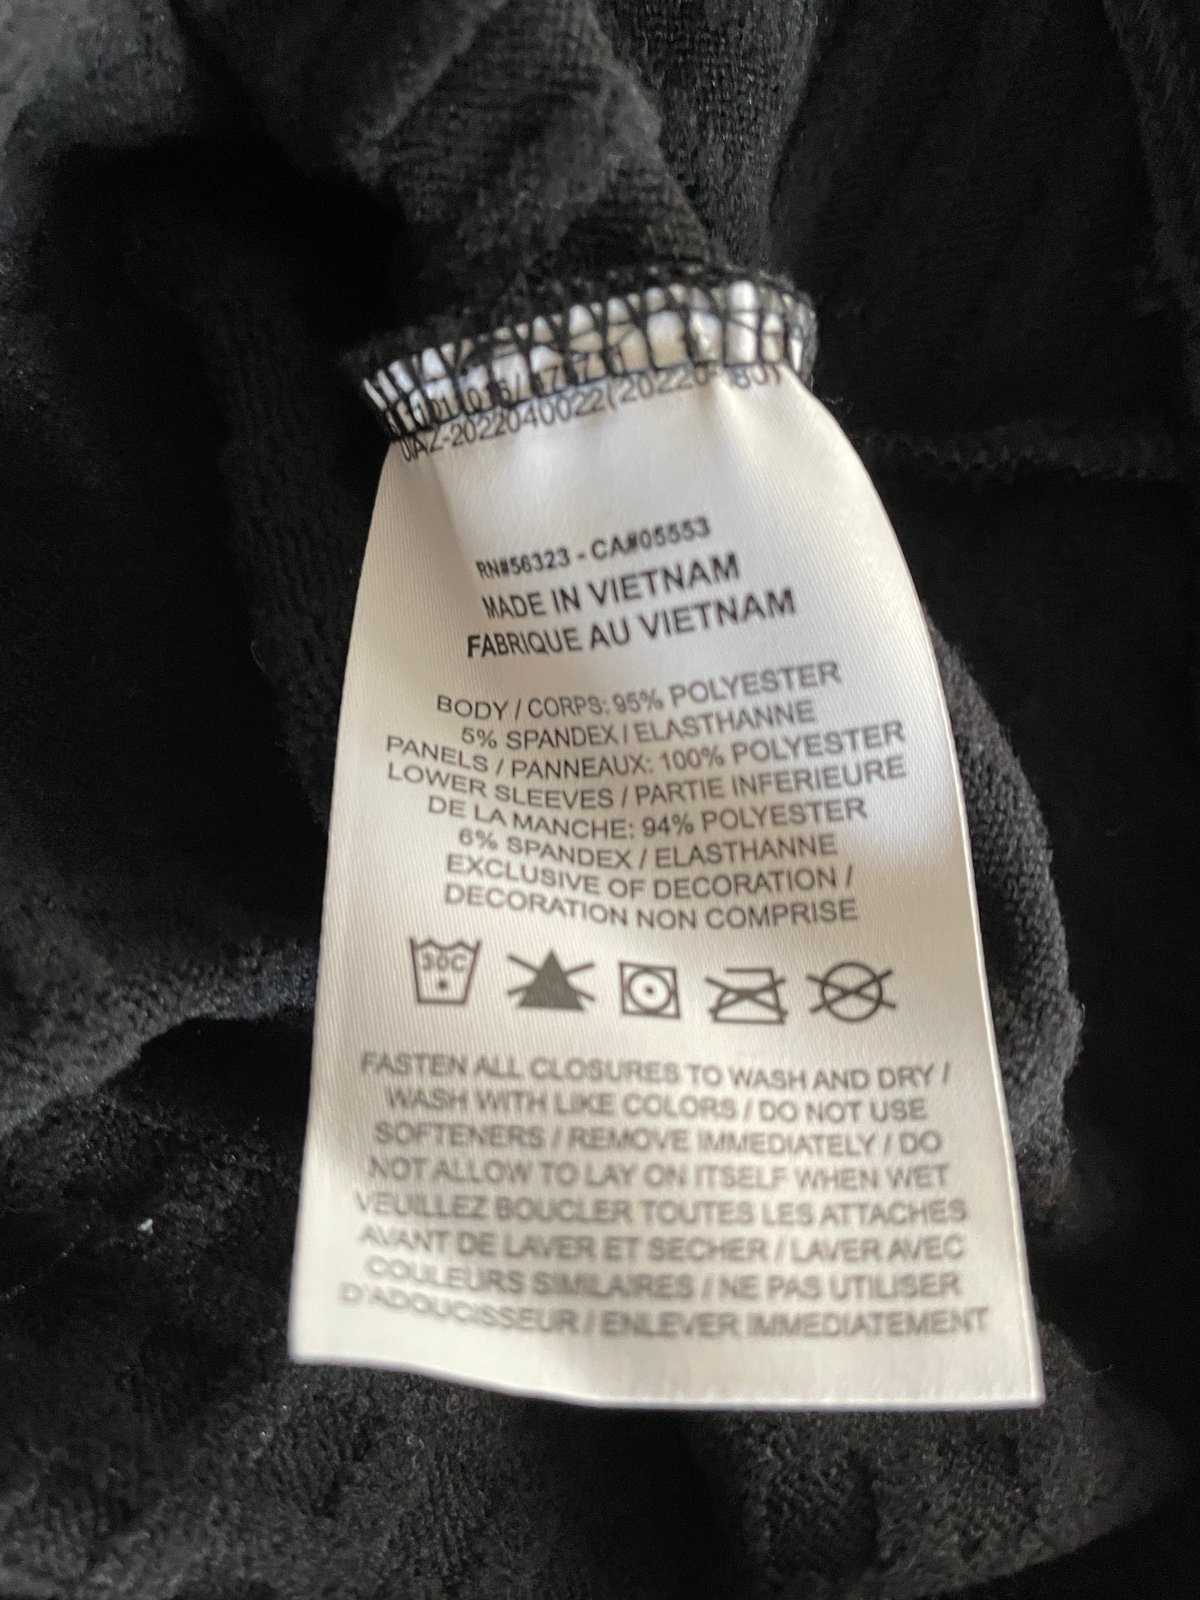 UAZ-2022040022(20220
RN#56323 - CA#05553
MADE IN VIETNAM
FABRIQUE AU VIETNAM
BODY / CORPS: 95% POLYESTER
5% SPANDEX / ELASTHANNE
PANELS / PANNEAUX: 100% POLYESTER
LOWER SLEEVES / PARTIE INFERIEURE
DE LA MANCHE: 94% POLYESTER
6% SPANDEX / ELASTHANNE
EXCLUSIVE OF DECORATION /
DECORATION NON COMPRISE
30C
FASTEN ALL CLOSURES TO WASH AND DRY /
WASH WITH LIKE COLORS / DO NOT USE
SOFTENERS / REMOVE IMMEDIATELY / DO
NOT ALLOW TO LAY ON ITSELF WHEN WET
VEUILLEZ BOUCLER TOUTES LES ATTACHES
AVANT DE LAVER ET SECHER / LAVER AVEC
COULEURS SIMILAIRES / NE PAS UTILISER
D'ADOUCISSEUR / ENLEVER IMMEDIATEMENT